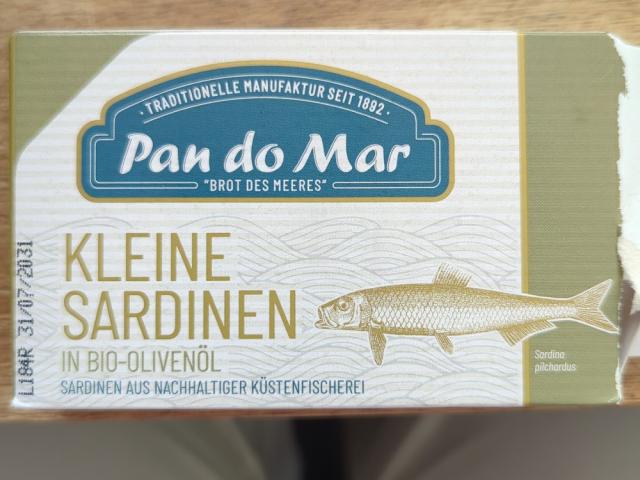 · TRADITIONELLE MANUFAKTUR SEIT 1892 ·
Pan do Mar
"BROT DES MEERES"
KLEINE
SARDINEN
IN BIO-OLIVENÖL
SARDINEN AUS NACHHALTIGER KÜSTENFISCHEREI
Sardina
pilchardus
L184R 31/07/2031